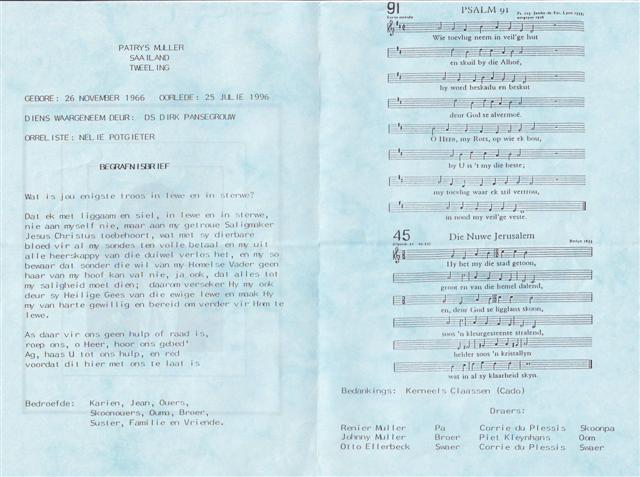 PATRYS MULLER
SAAILAND
TWEELING
GEBORE: 26 NOVEMBER 1966 OORLEDE: 25 JULIE 1996
DIENS WAARGENEEM DEUR: DS DIRK PANSEGROUW
ORRELISTE: NELIE POTGIETER
BEGRAFNISBRIEF
Wat is jou enigste troos in lewe en in sterwe?
Dat ek met liggaam en siel, in lewe en in sterwe,
nie aan myself nie, maar aan my getroue Saligmaker
Jesus Christus toebehoort, wat met sy dierbare
bloed vir al my sondes ten volle betaal en my uit
alle heerskappy van die duiwel verlos het, en my so
bewaar dat sonder die wil van my Hemelse Vader geen
haar van my hoof kan val nie, ja ook, dat alles tot
my saligheid moet dien; daarom verseker Hy my ook
deur sy Heilige Gees van die ewige lewe en maak Hy
my van harte gewillig en bereid om verder vir Hom te
lewe.
As daar vir ons geen hulp of raad is,
roep ons, o Heer, hoor ons gebed'
Ag, haas U tot ons hulp, en red
voordat dit hier met ons te laat is
Bedroefde: Karien, Jean, Ouers,
Skoonouers, Ouma, Broer,
Suster, Familie en Vriende.
91
PSALM 91
Wie toevlug neem in veil'ge hut
en skuil by die Alhoë,
hy word beskadu en beskut
deur God se alvermoë.
O HEER, my Rots, op wie ek bou,
by U is 't my die beste;
my toevlug waar ek stil vertrou,
in nood my veil'ge veste.
45
Die Nuwe Jerusalem
Hy het my die stad getoon,
groot en van die hemel dalend,
en, deur God se ligglans skoon,
soos 'n kleurgesteente stralend,
helder soos 'n kristallyn
wat in al sy klaarheid skyn.
Bedankings: Kerneels Claassen (Cado)
Draers:
Renier Muller Pa Corrie du Plessis Skoonpa
Johnny Muller Broer Piet Kleynhans Oom
Otto Ellerbeck Swaer Corrie du Plessis Swaer